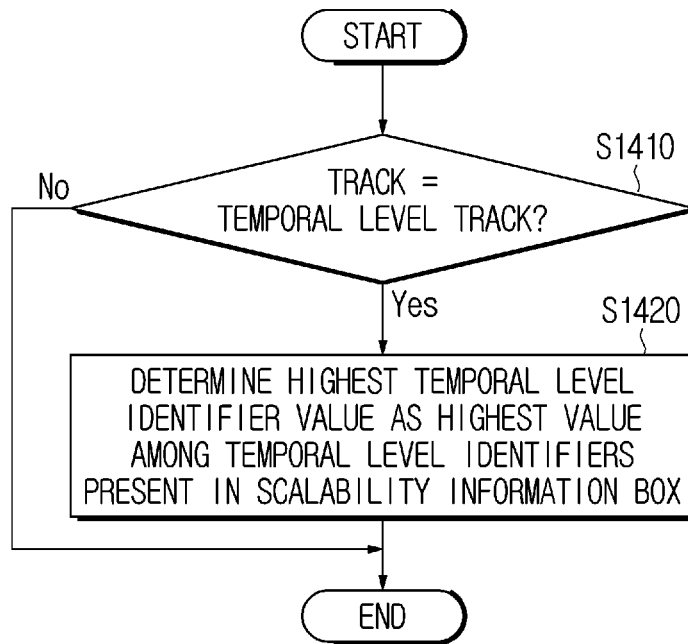 START
S1410
No
TRACK =
TEMPORAL LEVEL TRACK?
Yes
S1420
DETERMINE HIGHEST TEMPORAL LEVEL
IDENTIFIER VALUE AS HIGHEST VALUE
AMONG TEMPORAL LEVEL IDENTIFIERS
PRESENT IN SCALABILITY INFORMATION BOX
END